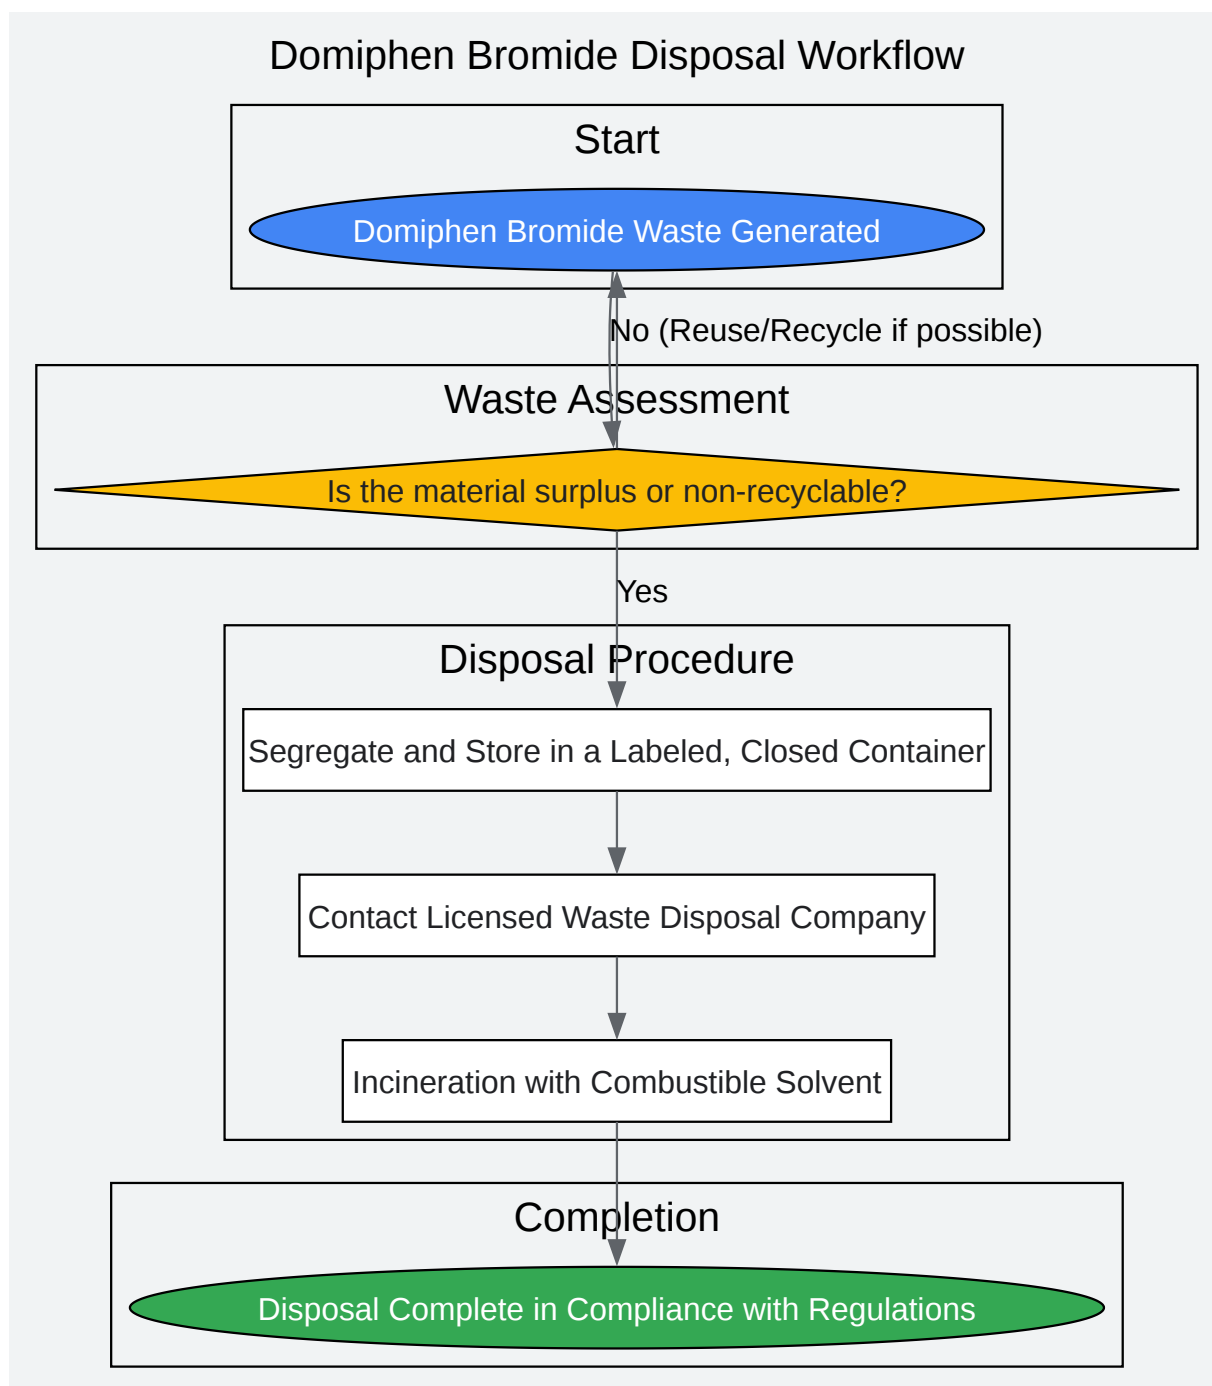 Domiphen Bromide Disposal Workflow
Start
Domiphen Bromide Waste Generated
No (Reuse/Recycle if possible)
Waste Assessment
Is the material surplus or non-recyclable?
Yes
Disposal Procedure
Segregate and Store in a Labeled, Closed Container
Contact Licensed Waste Disposal Company
Incineration with Combustible Solvent
Completion
Disposal Complete in Compliance with Regulations